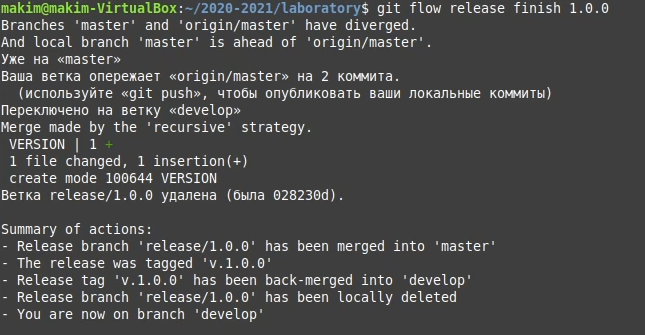 makim@makim-VirtualBox:~/2020-2021/laboratory$ git flow release finish 1.0.0
Branches 'master' and 'origin/master' have diverged.
And local branch 'master' is ahead of 'origin/master'.
Уже на «master»
Ваша ветка опережает «origin/master» на 2 коммита.
  (используйте «git push», чтобы опубликовать ваши локальные коммиты)
Переключено на ветку «develop»
Merge made by the 'recursive' strategy.
 VERSION | 1 +
 1 file changed, 1 insertion(+)
 create mode 100644 VERSION
Ветка release/1.0.0 удалена (была 028230d).

Summary of actions:
- Release branch 'release/1.0.0' has been merged into 'master'
- The release was tagged 'v.1.0.0'
- Release tag 'v.1.0.0' has been back-merged into 'develop'
- Release branch 'release/1.0.0' has been locally deleted
- You are now on branch 'develop'